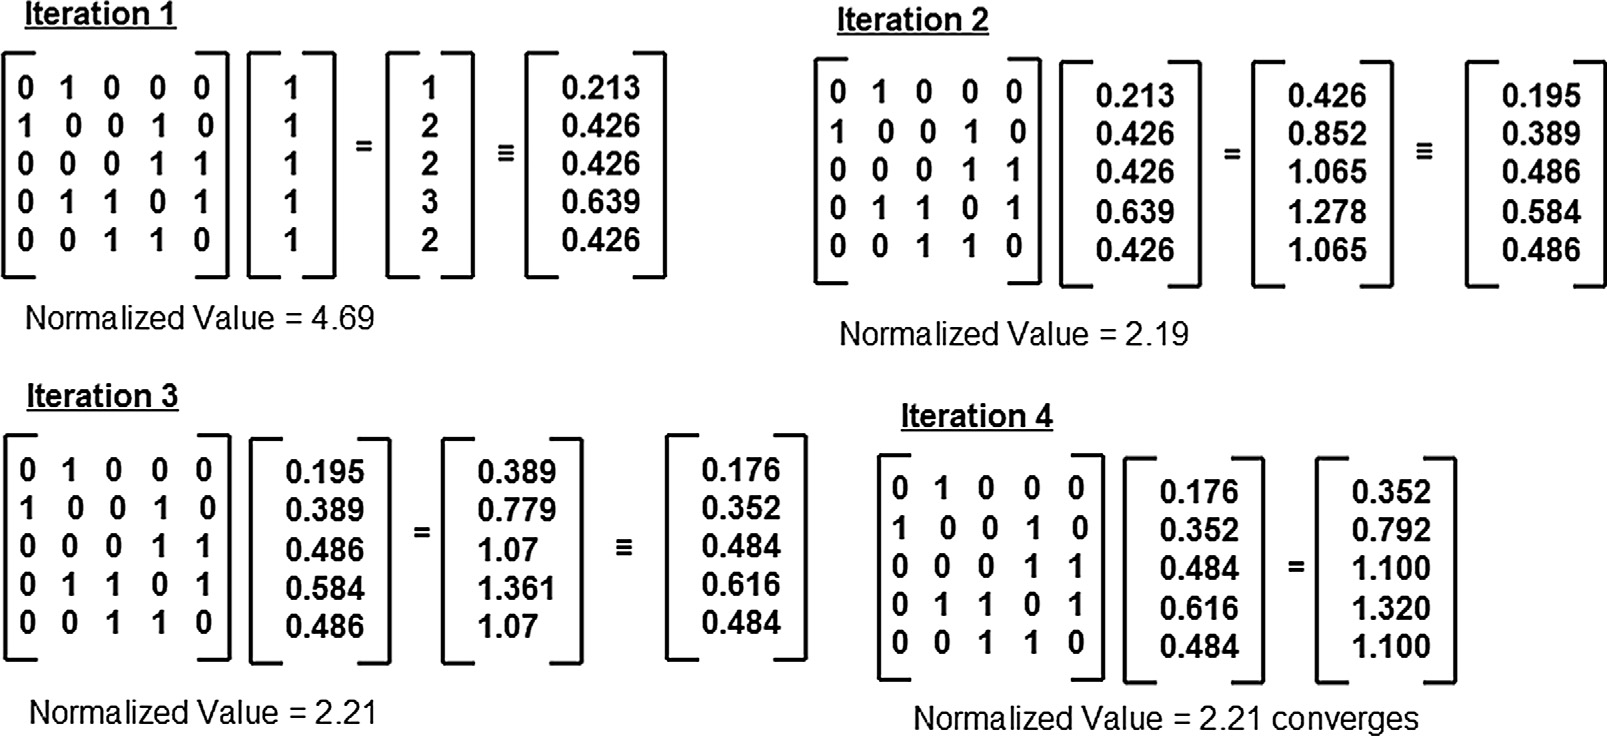 Iteration 1
0 1 0 0 0 1 1 0.213
1 0 0 1 0 1 2 0.426
0 0 0 1 1 1 = 2 ≡ 0.426
0 1 1 0 1 1 3 0.639
0 0 1 1 0 1 2 0.426
Normalized Value = 4.69
Iteration 2
0 1 0 0 0 0.213 0.426 0.195
1 0 0 1 0 0.426 0.852 0.389
0 0 0 1 1 0.426 = 1.065 ≡ 0.486
0 1 1 0 1 0.639 1.278 0.584
0 0 1 1 0 0.426 1.065 0.486
Normalized Value = 2.19
Iteration 3
0 1 0 0 0 0.195 0.389 0.176
1 0 0 1 0 0.389 0.779 0.352
0 0 0 1 1 0.486 = 1.07 ≡ 0.484
0 1 1 0 1 0.584 1.361 0.616
0 0 1 1 0 0.486 1.07 0.484
Normalized Value = 2.21
Iteration 4
0 1 0 0 0 0.176 0.352
1 0 0 1 0 0.352 0.792
0 0 0 1 1 0.484 = 1.100
0 1 1 0 1 0.616 1.320
0 0 1 1 0 0.484 1.100
Normalized Value = 2.21 converges